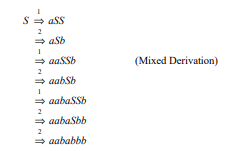 S ⇒¹ aSS
⇒² aSb
⇒¹ aaSSb (Mixed Derivation)
⇒² aabSb
⇒¹ aabaSSb
⇒² aabaSbb
⇒² aababbb